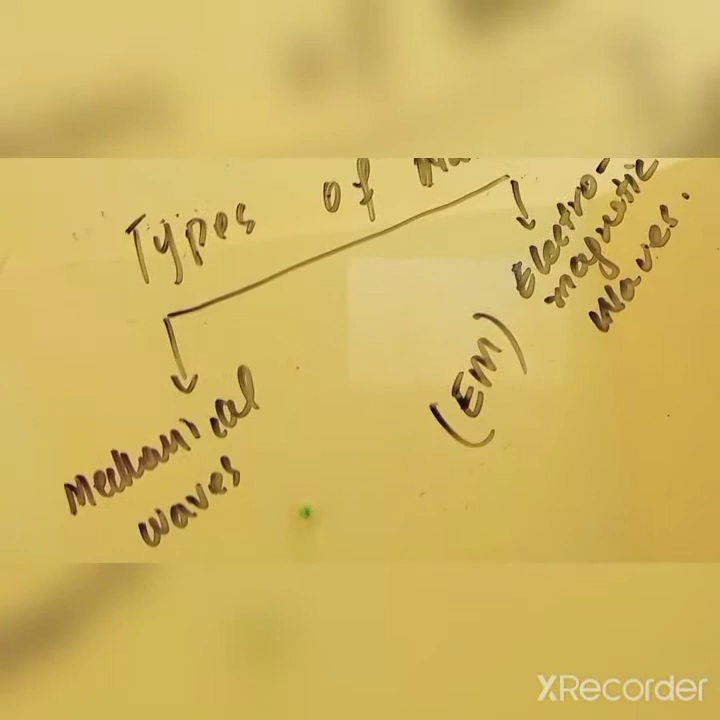 Types of
Mechanical
waves
(EM)
Electro-
magnetic
waves.
XRecorder